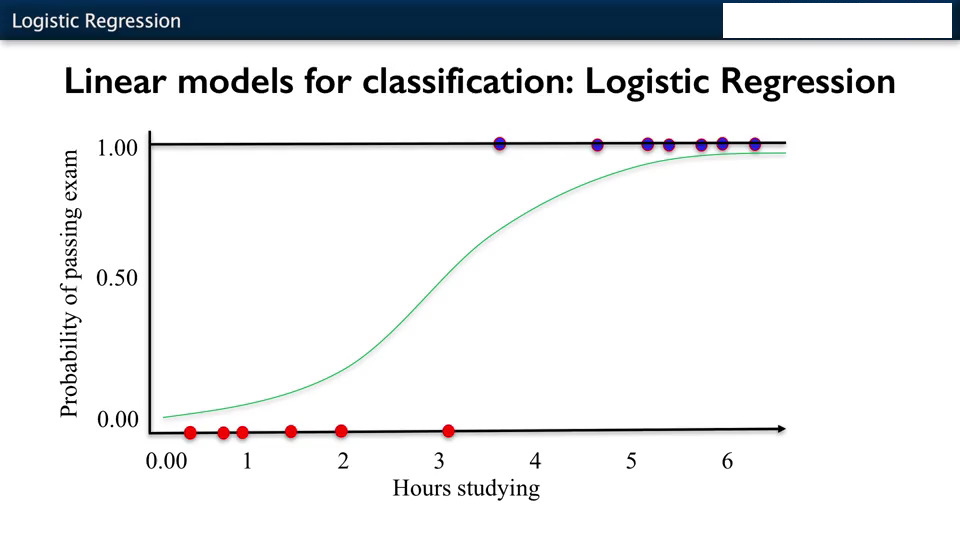 Logistic Regression
Linear models for classification: Logistic Regression
1.00
Probability of passing exam
0.50
0.00
0.00 1 2 3 4 5 6
Hours studying